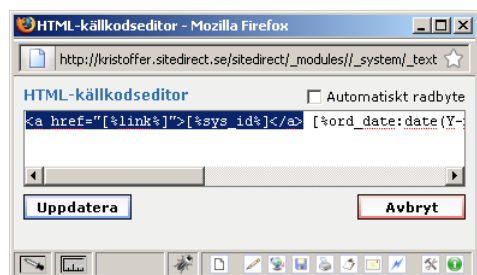 HTML-källkodseditor - Mozilla Firefox
http://kristoffer.sitedirect.se/sitedirect/_modules//_system/_text
HTML-källkodseditor Automatiskt radbyte
<a href="[%link%]">[%sys_id%]</a> [%ord_date:date(Y-
Uppdatera Avbryt